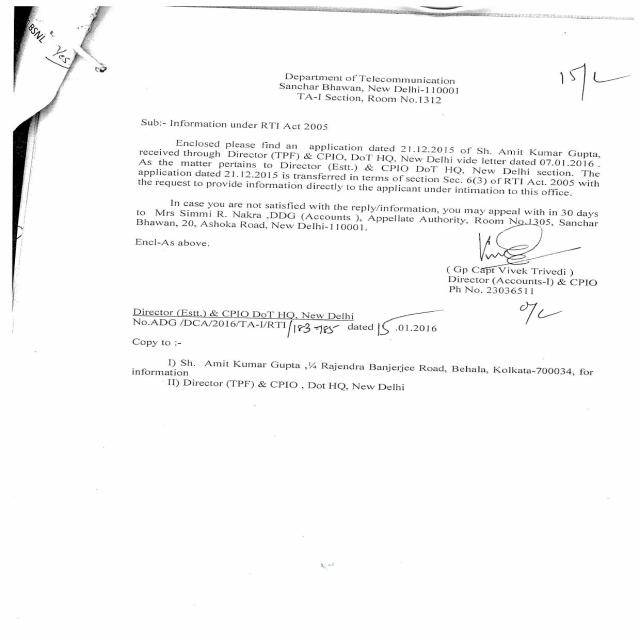 BSNL
Yes
15/
Department of Telecommunication
Sanchar Bhawan, New Delhi-110001
TA-I Section, Room No.1312
Sub:- Information under RTI Act 2005
Enclosed please find an application dated 21.12.2015 of Sh. Amit Kumar Gupta,
received through Director (TPF) & CPIO, DoT HQ, New Delhi vide letter dated 07.01.2016 .
As the matter pertains to Director (Estt.) & CPIO DoT HQ, New Delhi section. The
application dated 21.12.2015 is transferred in terms of section Sec. 6(3) of RTI Act. 2005 with
the request to provide information directly to the applicant under intimation to this office.
In case you are not satisfied with the reply/information, you may appeal with in 30 days
to Mrs Simmi R. Nakra ,DDG (Accounts ), Appellate Authority, Room No.1305, Sanchar
Bhawan, 20, Ashoka Road, New Delhi-110001.
Encl-As above.
( Gp Capt Vivek Trivedi )
Director (Accounts-I) & CPIO
Ph No. 23036511
Director (Estt.) & CPIO DoT HQ, New Delhi
No.ADG /DCA/2016/TA-I/RTI/183-185 dated 15 .01.2016
Copy to :-
I) Sh. Amit Kumar Gupta ,¼ Rajendra Banjerjee Road, Behala, Kolkata-700034, for
information
II) Director (TPF) & CPIO , Dot HQ, New Delhi